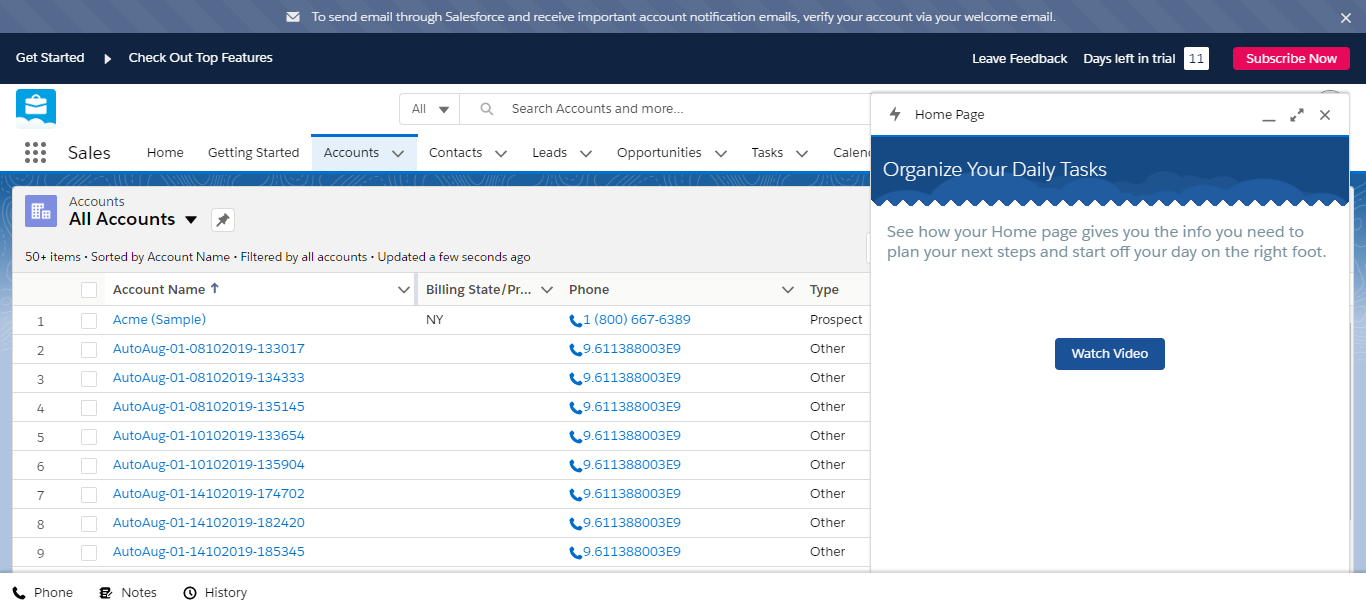 To send email through Salesforce and receive important account notification emails, verify your account via your welcome email.
Get Started Check Out Top Features Leave Feedback Days left in trial 11 Subscribe Now
All Search Accounts and more...
Sales Home Getting Started Accounts Contacts Leads Opportunities Tasks
Home Page
Organize Your Daily Tasks
See how your Home page gives you the info you need to
plan your next steps and start off your day on the right foot.
Watch Video
Accounts
All Accounts
50+ items • Sorted by Account Name • Filtered by all accounts • Updated a few seconds ago
Account Name Billing State/Pr... Phone Type
1 Acme (Sample) NY 1 (800) 667-6389 Prospect
2 AutoAug-01-08102019-133017 9.611388003E9 Other
3 AutoAug-01-08102019-134333 9.611388003E9 Other
4 AutoAug-01-08102019-135145 9.611388003E9 Other
5 AutoAug-01-10102019-133654 9.611388003E9 Other
6 AutoAug-01-10102019-135904 9.611388003E9 Other
7 AutoAug-01-14102019-174702 9.611388003E9 Other
8 AutoAug-01-14102019-182420 9.611388003E9 Other
9 AutoAug-01-14102019-185345 9.611388003E9 Other
Phone Notes History